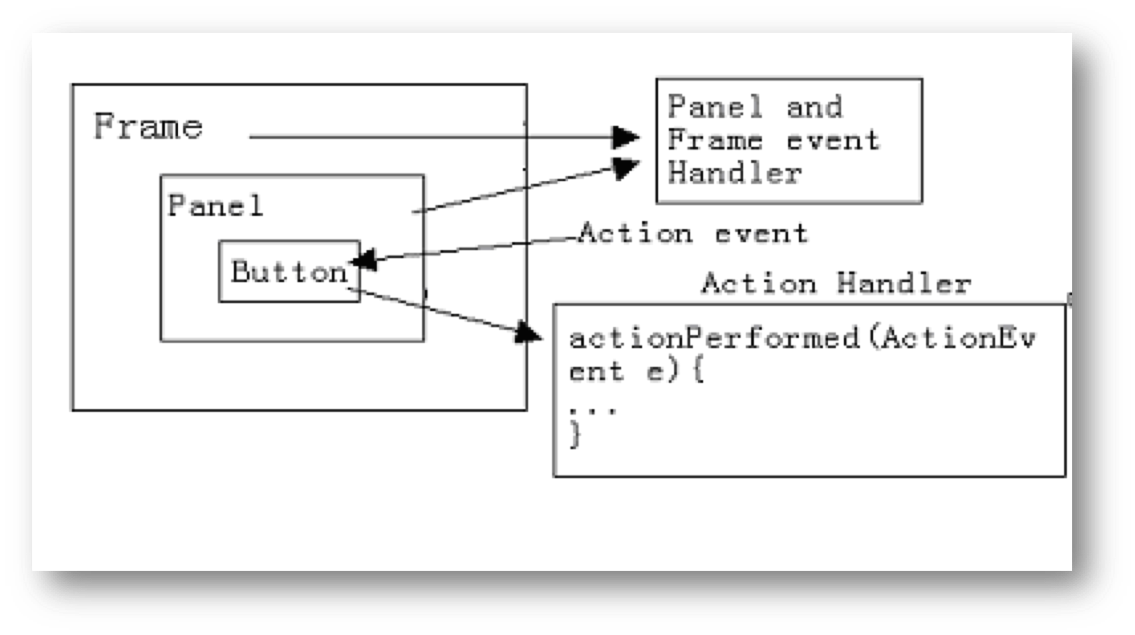 Frame
Panel and
Frame event
Handler
Panel
Action event
Button
Action Handler
actionPerformed(ActionEv
ent e){
...
}